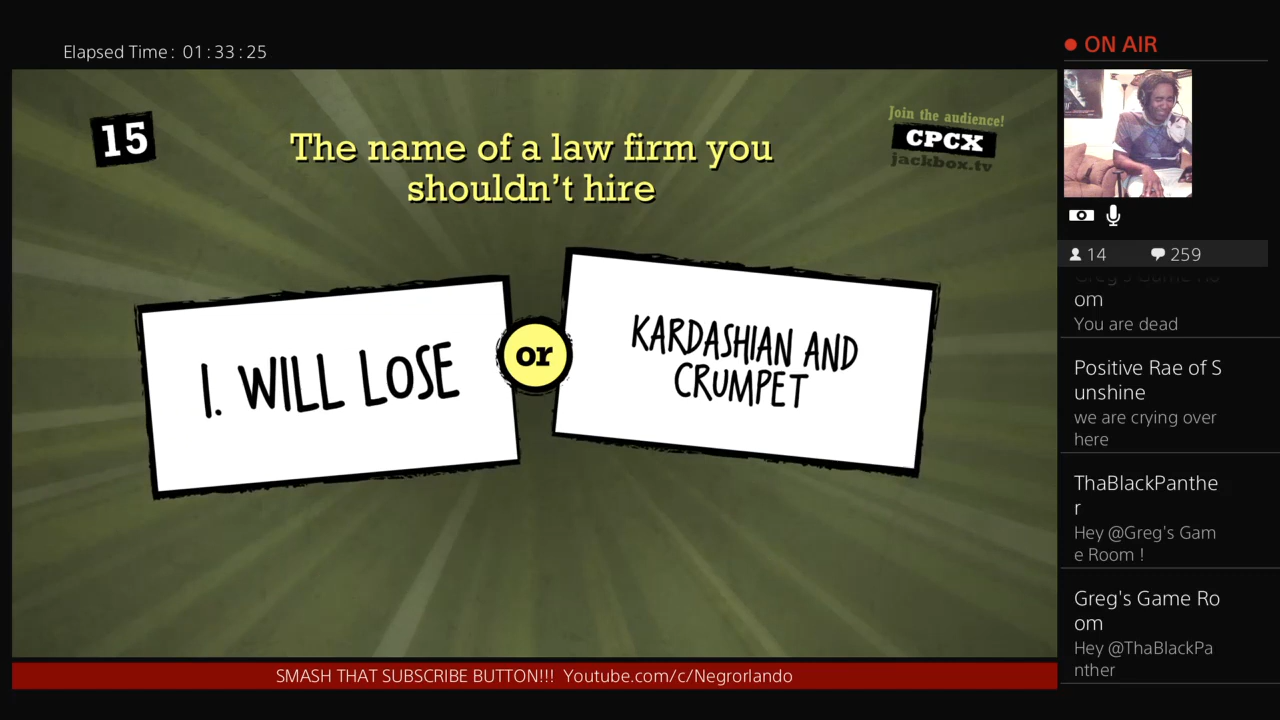 Elapsed Time: 01:33:25
ON AIR
15
The name of a law firm you
shouldn't hire
Join the audience!
CPCX
jackbox.tv
I. WILL LOSE
or
KARDASHIAN AND
CRUMPET
14 259
Greg's Game Ro
om
You are dead
Positive Rae of S
unshine
we are crying over
here
ThaBlackPanthe
r
Hey @Greg's Gam
e Room !
Greg's Game Ro
om
Hey @ThaBlackPa
nther
SMASH THAT SUBSCRIBE BUTTON!!! Youtube.com/c/Negrorlando